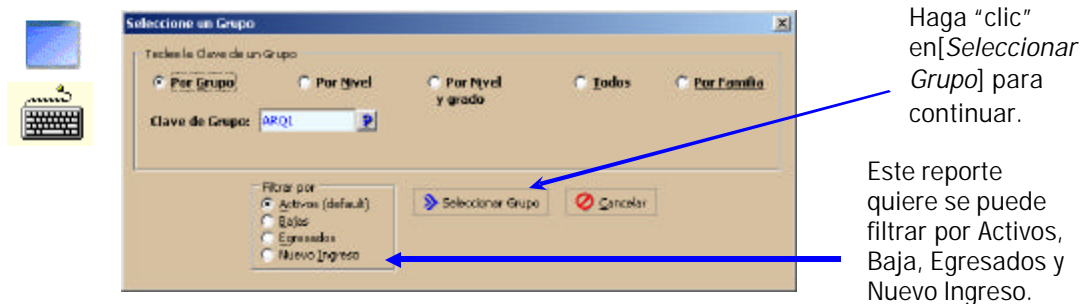 Seleccione un Grupo
Teclee la Clave de un Grupo
Por Grupo
Por Nivel
Por Nivel
y grado
Todos
Por Familia
Clave de Grupo: ARQ1
Filtrar por
Activos (default)
Bajas
Egresados
Nuevo Ingreso
Seleccionar Grupo
Cancelar
Haga “clic”
en[Seleccionar
Grupo] para
continuar.
Este reporte
quiere se puede
filtrar por Activos,
Baja, Egresados y
Nuevo Ingreso.